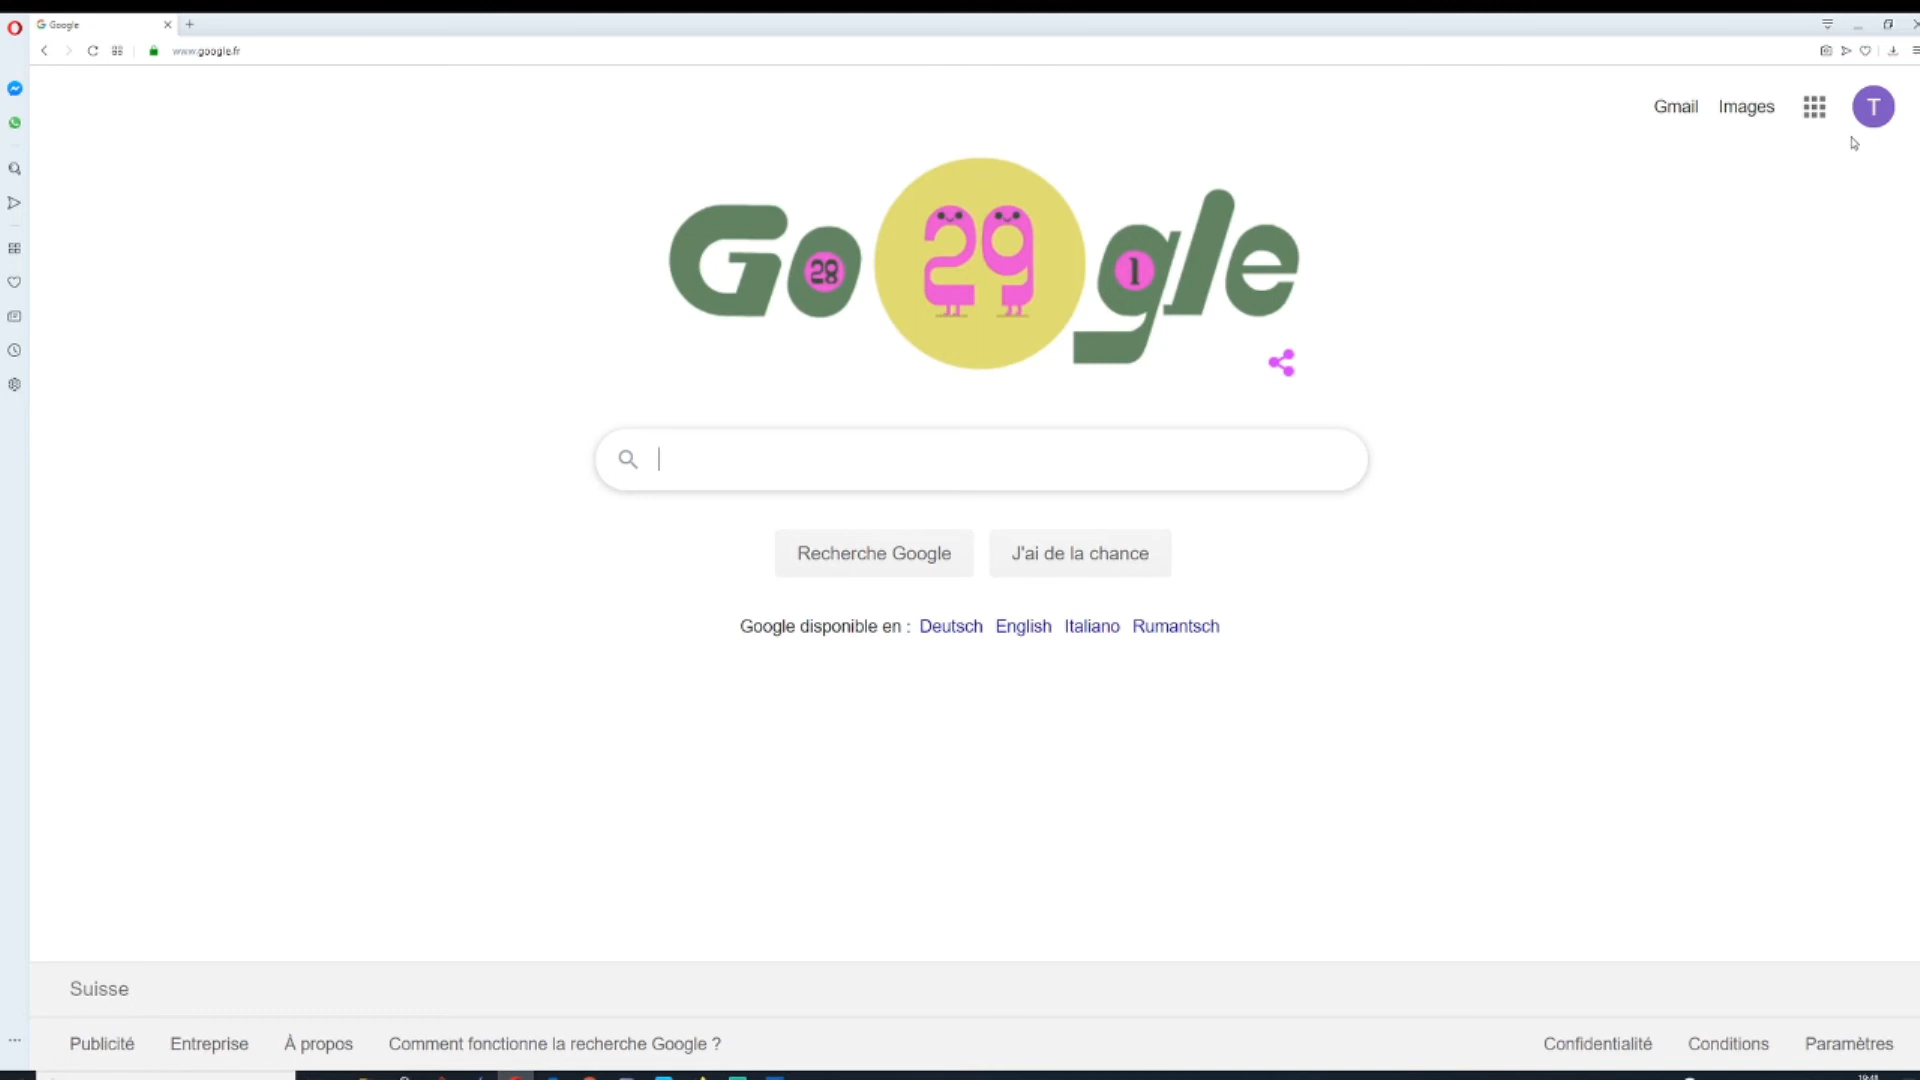 Google
www.google.fr
Gmail Images T
Go 28 29 1 gle
Recherche Google J'ai de la chance
Google disponible en : Deutsch English Italiano Rumantsch
Suisse
Publicité Entreprise À propos Comment fonctionne la recherche Google ? Confidentialité Conditions Paramètres